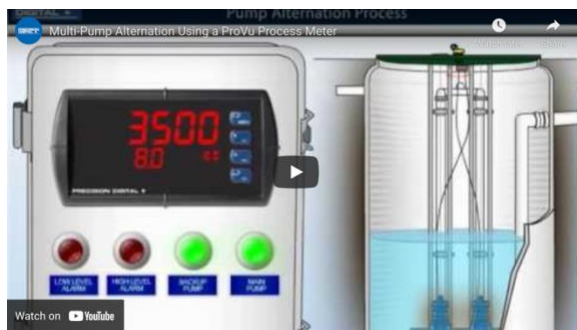 DIGITAL
Pump Alternation Process
Multi-Pump Alternation Using a ProVu Process Meter
3500
8.0
PRECISION DIGITAL
LOW LEVEL
ALARM
HIGH LEVEL
ALARM
BACKUP
PUMP
MAIN
PUMP
Watch on YouTube